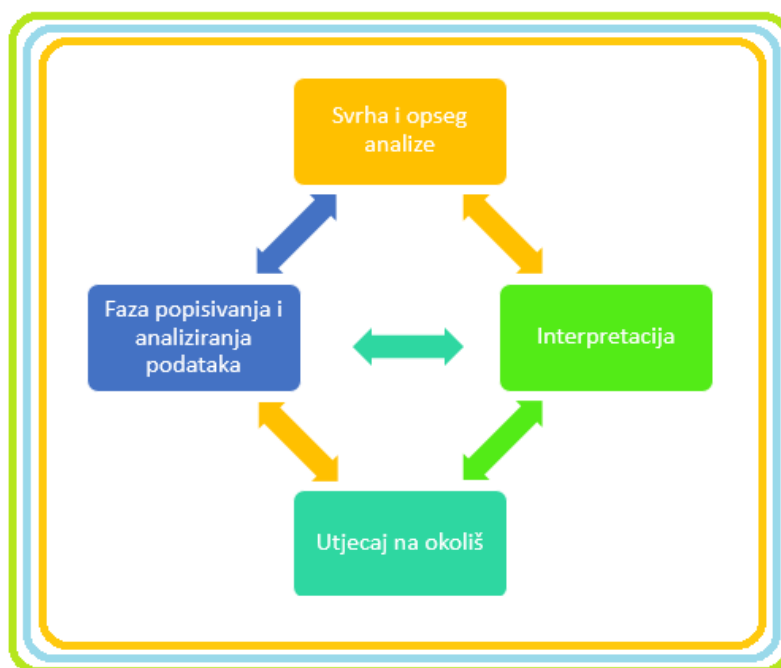 Svrha i opseg
analize
Faza popisivanja i
analiziranja
podataka
Interpretacija
Utjecaj na okoliš